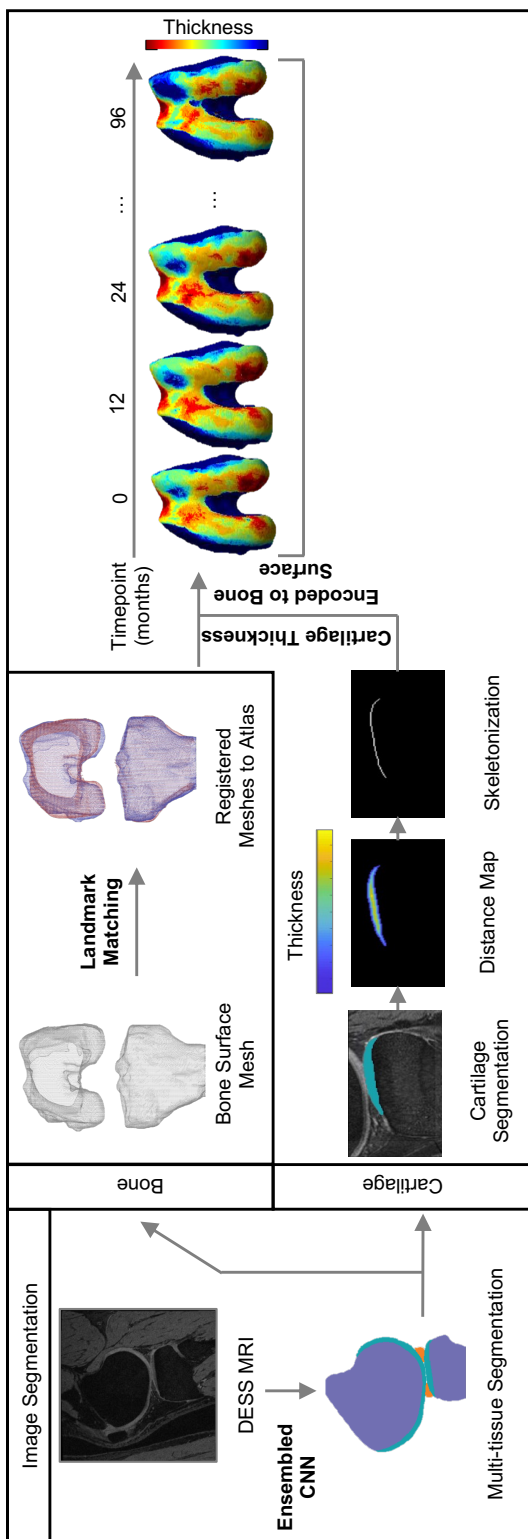 Image Segmentation
DESS MRI
Ensembled
CNN
Multi-tissue Segmentation
Bone
Bone Surface
Mesh
Landmark
Matching
Registered
Meshes to Atlas
Cartilage
Cartilage
Segmentation
Thickness
Distance Map
Skeletonization
Cartilage Thickness
Encoded to Bone
Surface
Timepoint
(months)
0
12
24
...
96
...
Thickness